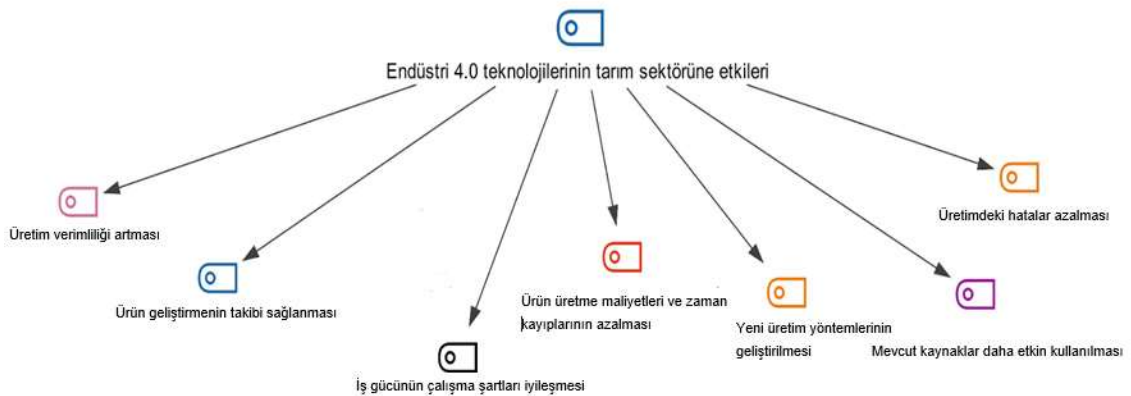 Endüstri 4.0 teknolojilerinin tarım sektörüne etkileri
Üretim verimliliği artması
Ürün geliştirmenin takibi sağlanması
İş gücünün çalışma şartları iyileşmesi
Ürün üretme maliyetleri ve zaman
kayıplarının azalması
Yeni üretim yöntemlerinin
geliştirilmesi
Mevcut kaynaklar daha etkin kullanılması
Üretimdeki hatalar azalması